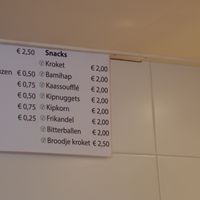 € 2,50
€ 0,50
€ 0,75
€ 0,50
€ 0,75
€ 0,25
Snacks
Kroket € 2,00
Bamihap € 2,00
Kaassoufflé € 2,00
Kipnuggets € 2,00
Kipkorn € 2,00
Frikandel € 2,00
Bitterballen € 2,00
Broodje kroket € 2,50